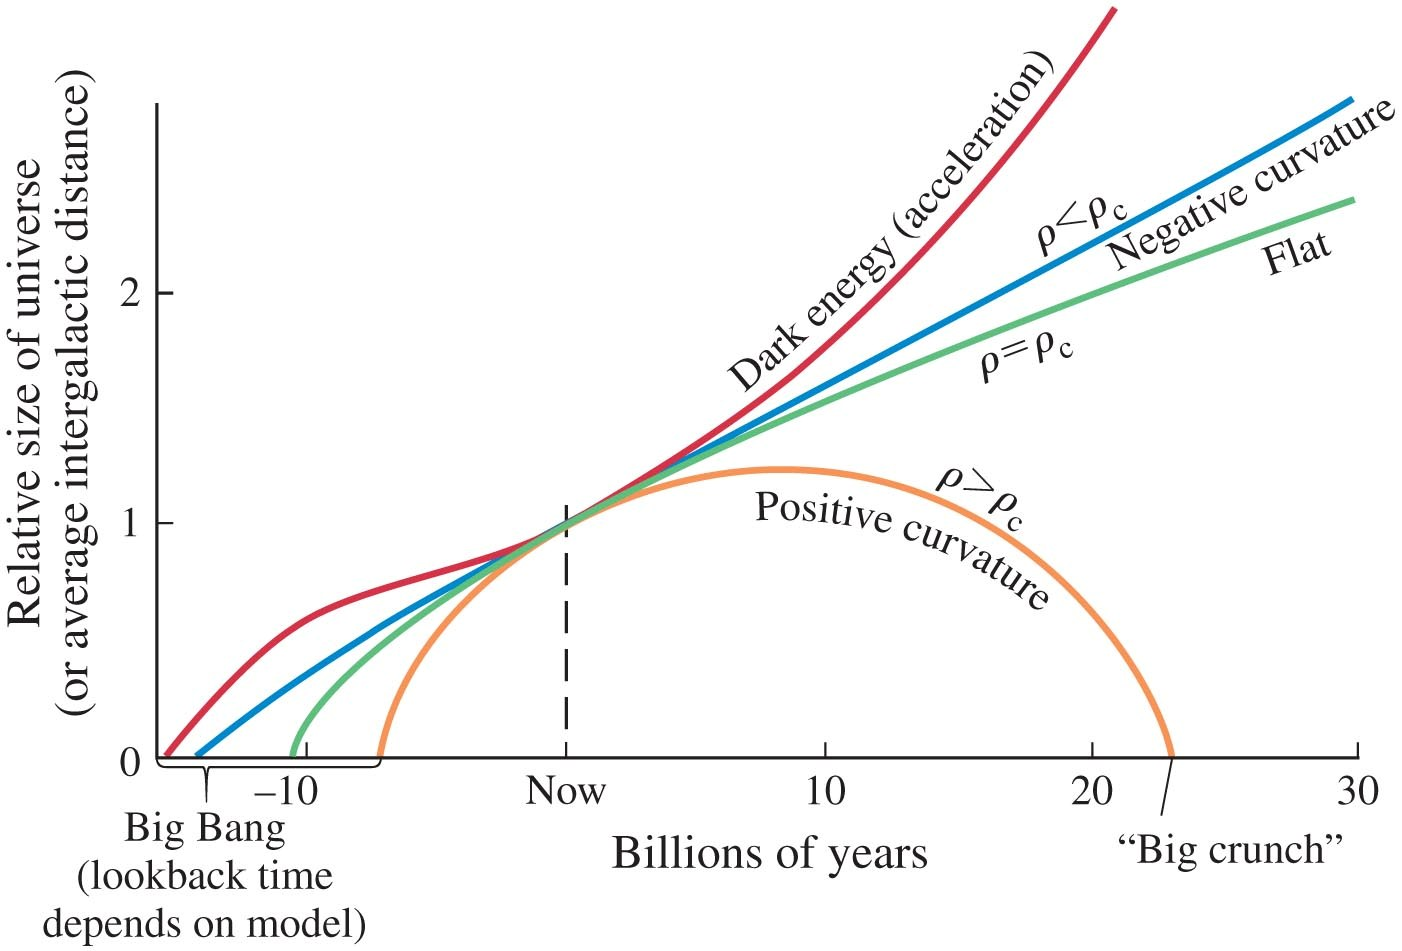 Relative size of universe
(or average intergalactic distance)
2
1
0
Dark energy (acceleration)
ρ<ρc
Negative curvature
Flat
ρ=ρc
ρ>ρc
Positive curvature
–10
Now
10
20
30
Big Bang
(lookback time
depends on model)
Billions of years
“Big crunch”